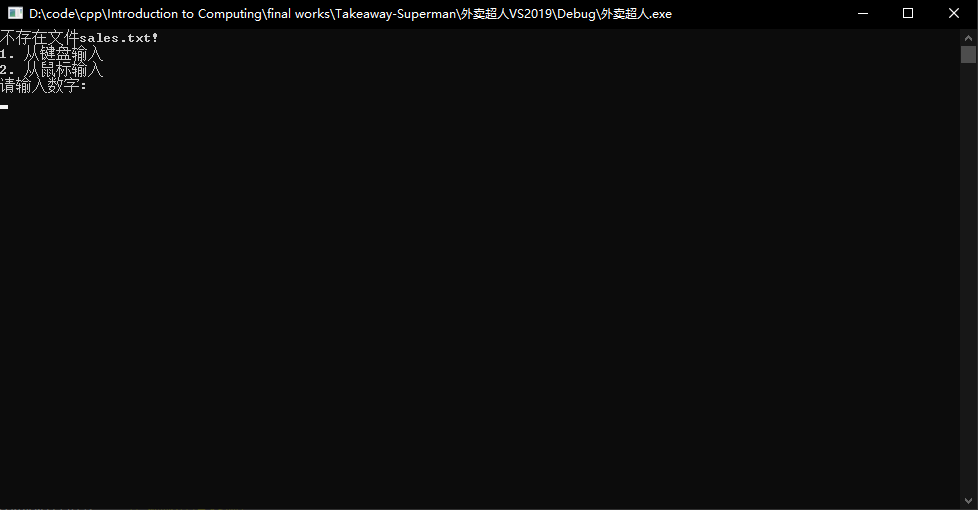 D:\code\cpp\Introduction to Computing\final works\Takeaway-Superman\外卖超人VS2019\Debug\外卖超人.exe
不存在文件sales.txt!
1. 从键盘输入
2. 从鼠标输入
请输入数字: